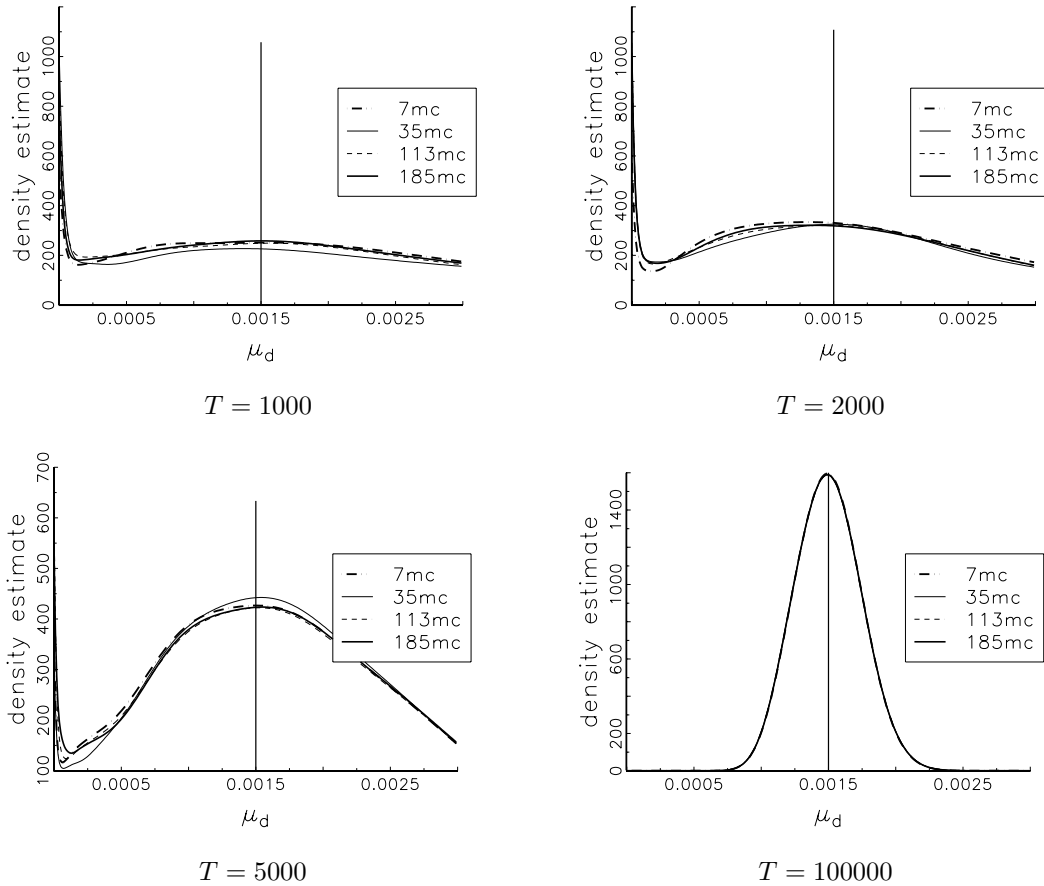 density estimate
0 200 400 600 800 1000
7mc
35mc
113mc
185mc
0.0005 0.0015 0.0025
μd
T = 1000
density estimate
0 200 400 600 800 1000
7mc
35mc
113mc
185mc
0.0005 0.0015 0.0025
μd
T = 2000
density estimate
100 200 300 400 500 600 700
7mc
35mc
113mc
185mc
0.0005 0.0015 0.0025
μd
T = 5000
density estimate
0 200 600 1000 1400
7mc
35mc
113mc
185mc
0.0005 0.0015 0.0025
μd
T = 100000